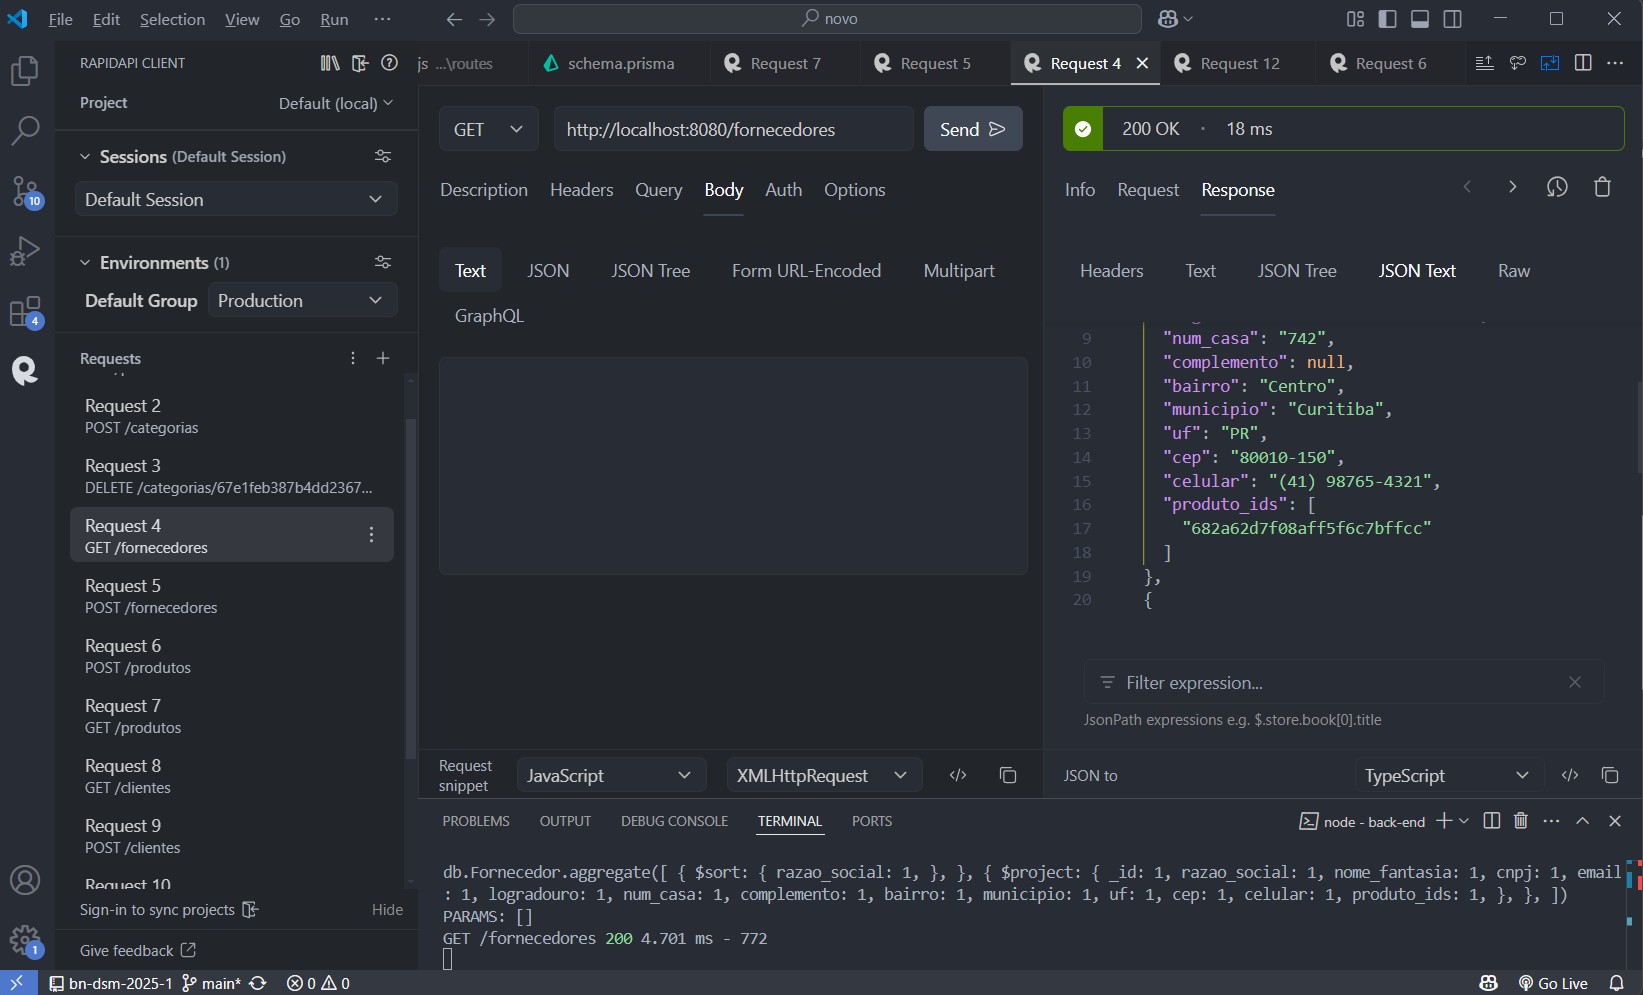 File Edit Selection View Go Run ··· novo
RAPIDAPI CLIENT
js ...\routes schema.prisma Request 7 Request 5 Request 4 Request 12 Request 6
Project Default (local)
GET http://localhost:8080/fornecedores Send
200 OK · 18 ms
Sessions (Default Session)
Default Session
Description Headers Query Body Auth Options
Info Request Response
Environments (1)
Default Group Production
Text JSON JSON Tree Form URL-Encoded Multipart
GraphQL
Headers Text JSON Tree JSON Text Raw
10
4
Requests
Request 2
POST /categorias
Request 3
DELETE /categorias/67e1feb387b4dd2367...
Request 4
GET /fornecedores
Request 5
POST /fornecedores
Request 6
POST /produtos
Request 7
GET /produtos
Request 8
GET /clientes
Request 9
POST /clientes
Request 10
Sign-in to sync projects Hide
Give feedback
1
9 "num_casa": "742",
10 "complemento": null,
11 "bairro": "Centro",
12 "municipio": "Curitiba",
13 "uf": "PR",
14 "cep": "80010-150",
15 "celular": "(41) 98765-4321",
16 "produto_ids": [
17 "682a62d7f08aff5f6c7bffcc"
18 ]
19 },
20 {
Filter expression...
JsonPath expressions e.g. $.store.book[0].title
Request snippet JavaScript XMLHttpRequest
JSON to TypeScript
PROBLEMS OUTPUT DEBUG CONSOLE TERMINAL PORTS node - back-end
db.Fornecedor.aggregate([ { $sort: { razao_social: 1, }, }, { $project: { _id: 1, razao_social: 1, nome_fantasia: 1, cnpj: 1, email
: 1, logradouro: 1, num_casa: 1, complemento: 1, bairro: 1, municipio: 1, uf: 1, cep: 1, celular: 1, produto_ids: 1, }, }, ])
PARAMS: []
GET /fornecedores 200 4.701 ms - 772
bn-dsm-2025-1 main* 0 0 Go Live